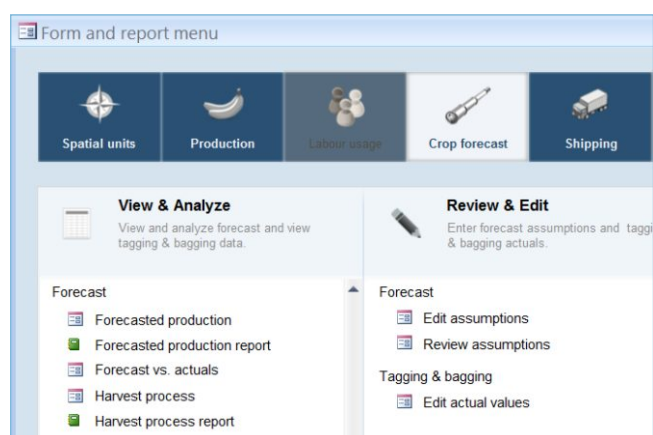 Form and report menu
Spatial units
Production
Labour usage
Crop forecast
Shipping
View & Analyze
View and analyze forecast and view
tagging & bagging data.
Forecast
Forecasted production
Forecasted production report
Forecast vs. actuals
Harvest process
Harvest process report
Review & Edit
Enter forecast assumptions and taggi
& bagging actuals.
Forecast
Edit assumptions
Review assumptions
Tagging & bagging
Edit actual values